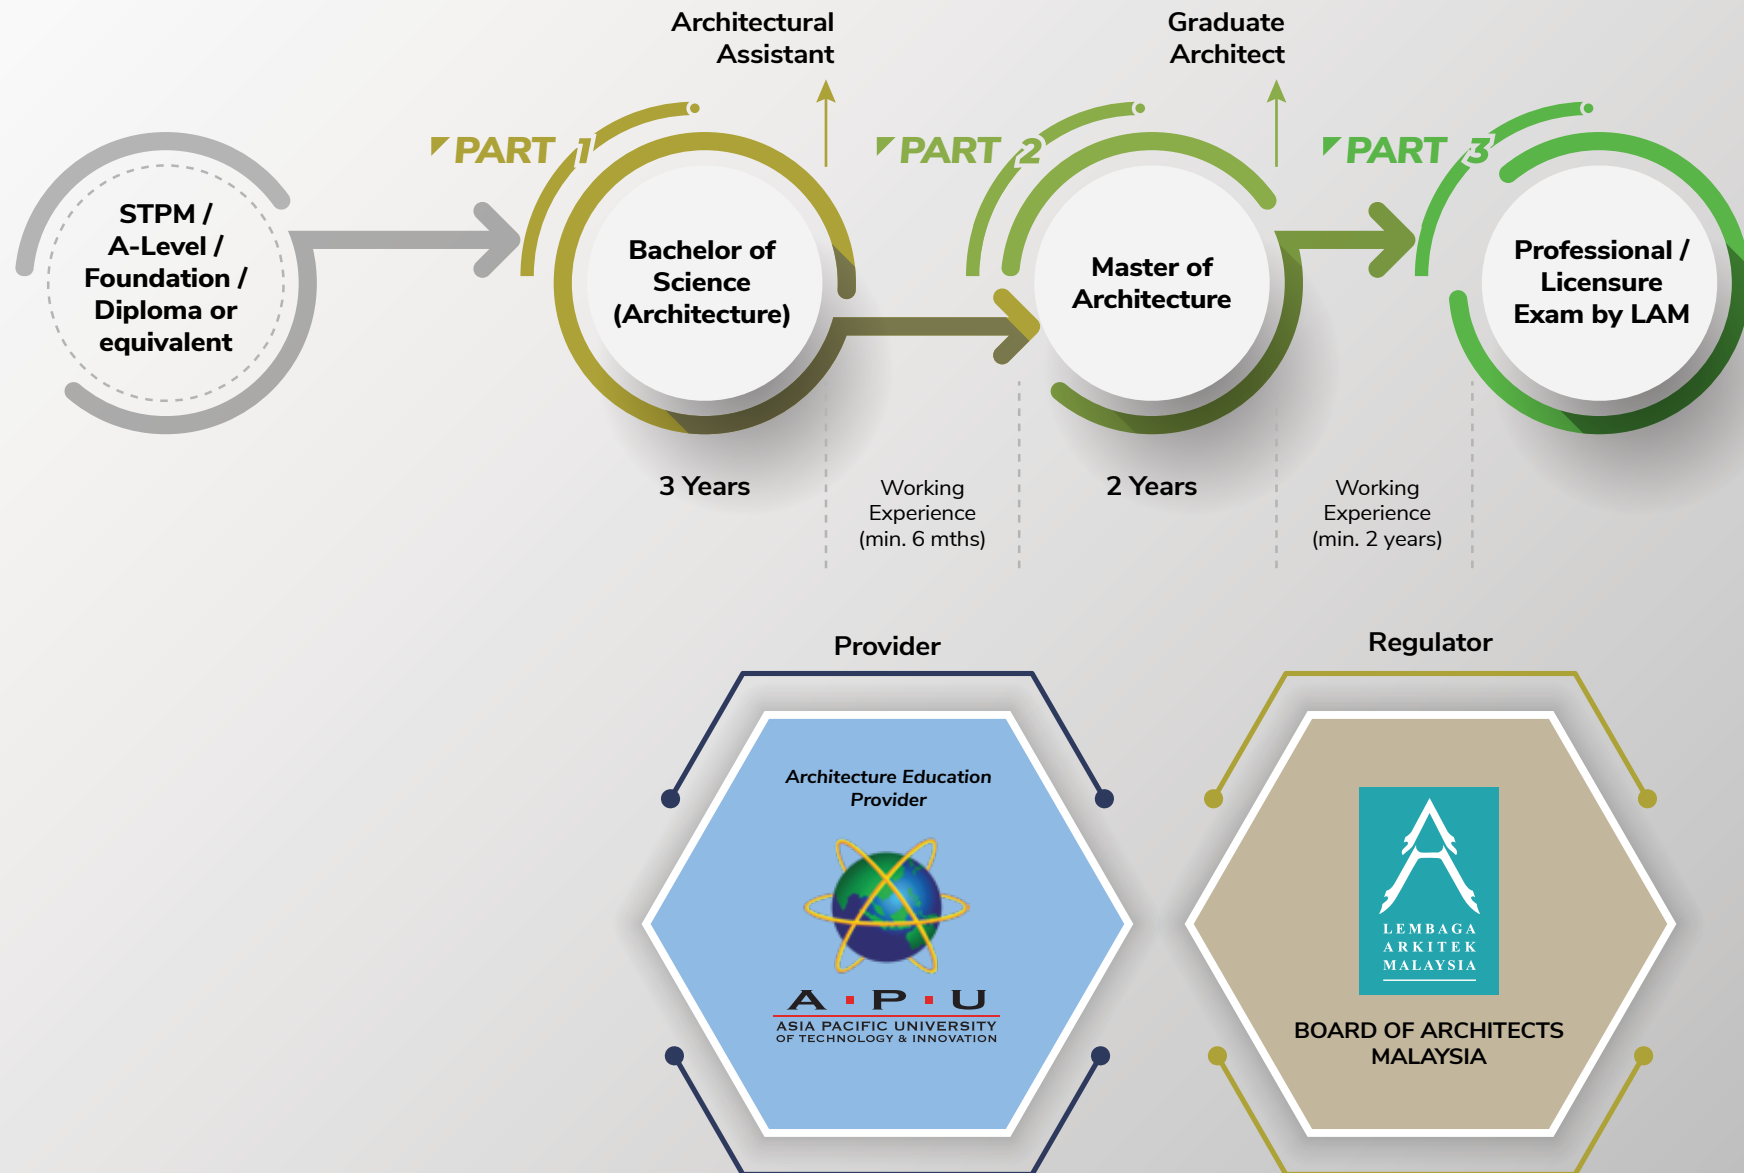 Architectural
Assistant
Graduate
Architect
PART 1
PART 2
PART 3
STPM /
A-Level /
Foundation /
Diploma or
equivalent
Bachelor of
Science
(Architecture)
Master of
Architecture
Professional /
Licensure
Exam by LAM
3 Years
Working
Experience
(min. 6 mths)
2 Years
Working
Experience
(min. 2 years)
Provider
Architecture Education
Provider
A·P·U
ASIA PACIFIC UNIVERSITY
OF TECHNOLOGY & INNOVATION
Regulator
LEMBAGA
ARKITEK
MALAYSIA
BOARD OF ARCHITECTS
MALAYSIA